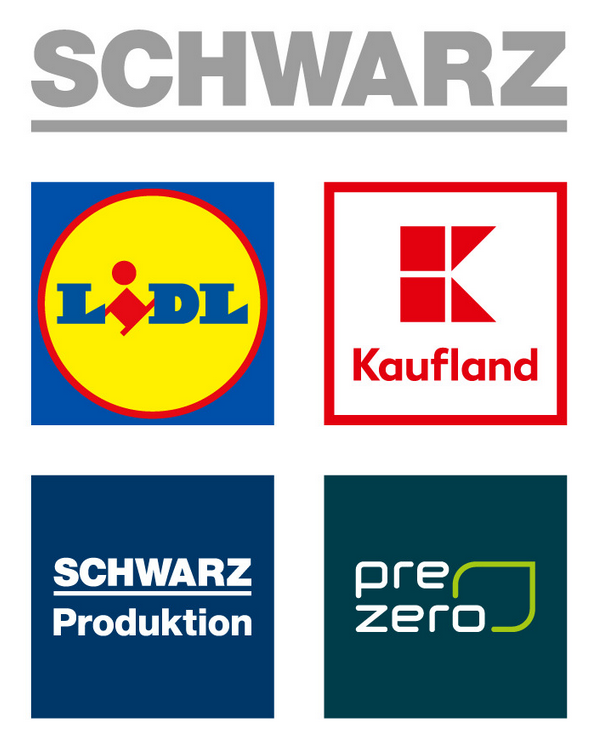 SCHWARZ
LiDL
Kaufland
SCHWARZ
Produktion
pre
zero